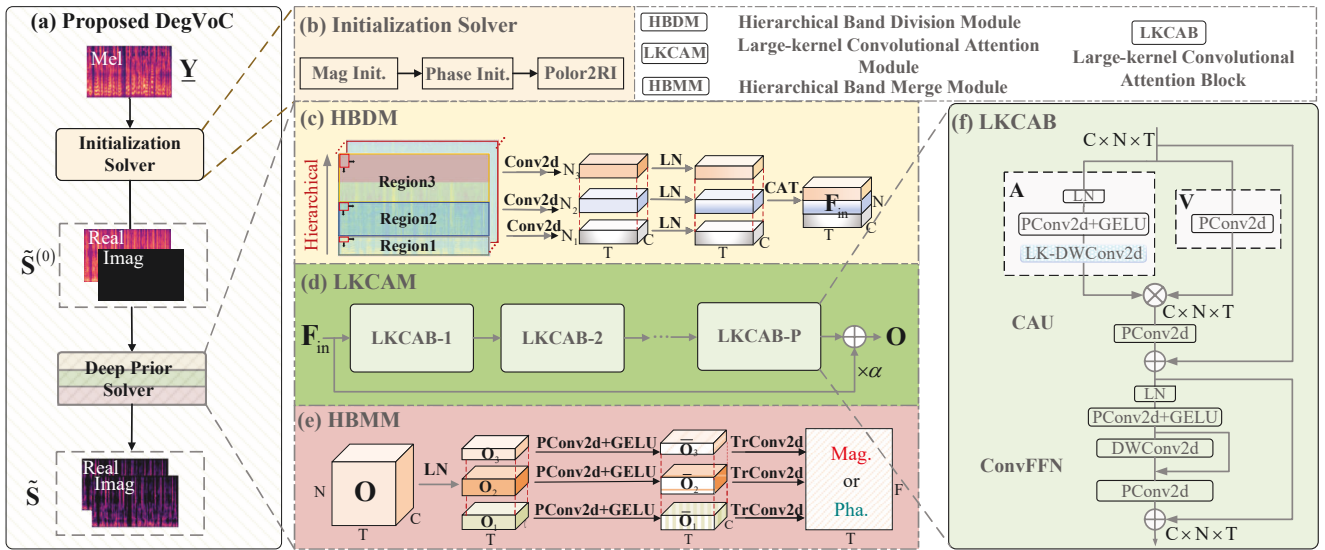 (a) Proposed DegVoC
Mel
Y
Initialization
Solver
Real
Imag
S̃⁽⁰⁾
Deep Prior
Solver
Real
Imag
S̃
(b) Initialization Solver
Mag Init.
Phase Init.
Polor2RI
HBDM
Hierarchical Band Division Module
LKCAM
Large-kernel Convolutional Attention
Module
HBMM
Hierarchical Band Merge Module
LKCAB
Large-kernel Convolutional
Attention Block
(c) HBDM
Hierarchical
Region3
Region2
Region1
Conv2d
Conv2d
Conv2d
N₃
N₂
N₁
T
C
LN
LN
LN
T
C
CAT.
F_in
N
C
T
(d) LKCAM
F_in
LKCAB-1
LKCAB-2
······
LKCAB-P
O
×α
(e) HBMM
N
O
C
T
LN
O₃
O₂
O₁
T
PConv2d+GELU
PConv2d+GELU
PConv2d+GELU
O̅₃
O̅₂
O̅₁
C
T
TrConv2d
TrConv2d
TrConv2d
Mag.
or
Pha.
F
T
(f) LKCAB
C×N×T
A
LN
PConv2d+GELU
LK-DWConv2d
V
PConv2d
C×N×T
CAU
PConv2d
LN
PConv2d+GELU
DWConv2d
ConvFFN
PConv2d
C×N×T